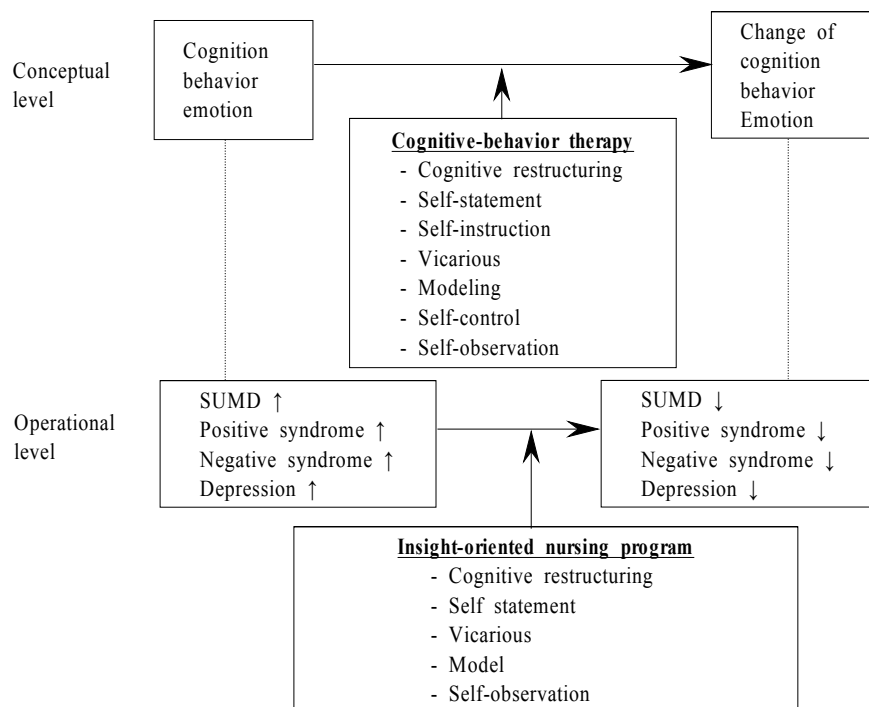 Conceptual
level
Cognition
behavior
emotion
Change of
cognition
behavior
Emotion
Cognitive-behavior therapy
- Cognitive restructuring
- Self-statement
- Self-instruction
- Vicarious
- Modeling
- Self-control
- Self-observation
Operational
level
SUMD ↑
Positive syndrome ↑
Negative syndrome ↑
Depression ↑
SUMD ↓
Positive syndrome ↓
Negative syndrome ↓
Depression ↓
Insight-oriented nursing program
- Cognitive restructuring
- Self statement
- Vicarious
- Model
- Self-observation